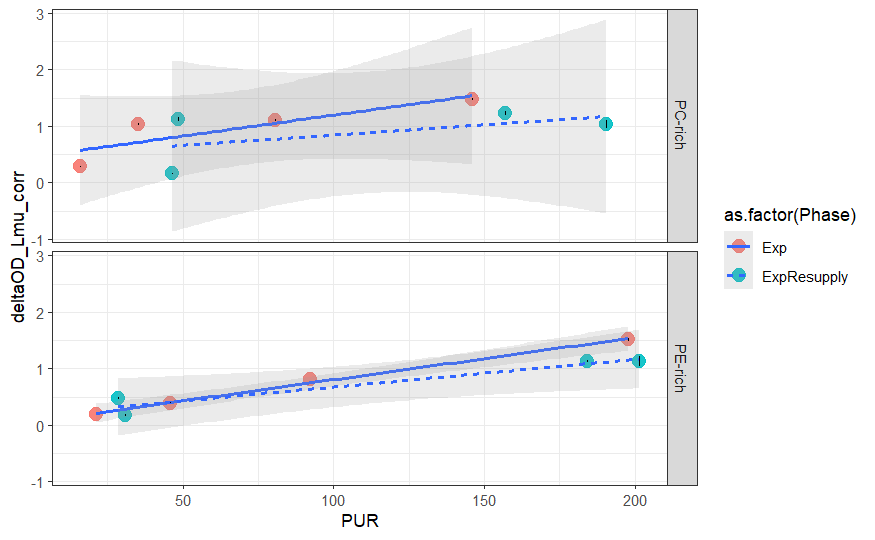 3
2
1
0
-1
PC-rich
3
2
1
0
-1
PE-rich
deltaOD_Lmu_corr
50
100
150
200
PUR
as.factor(Phase)
Exp
ExpResupply